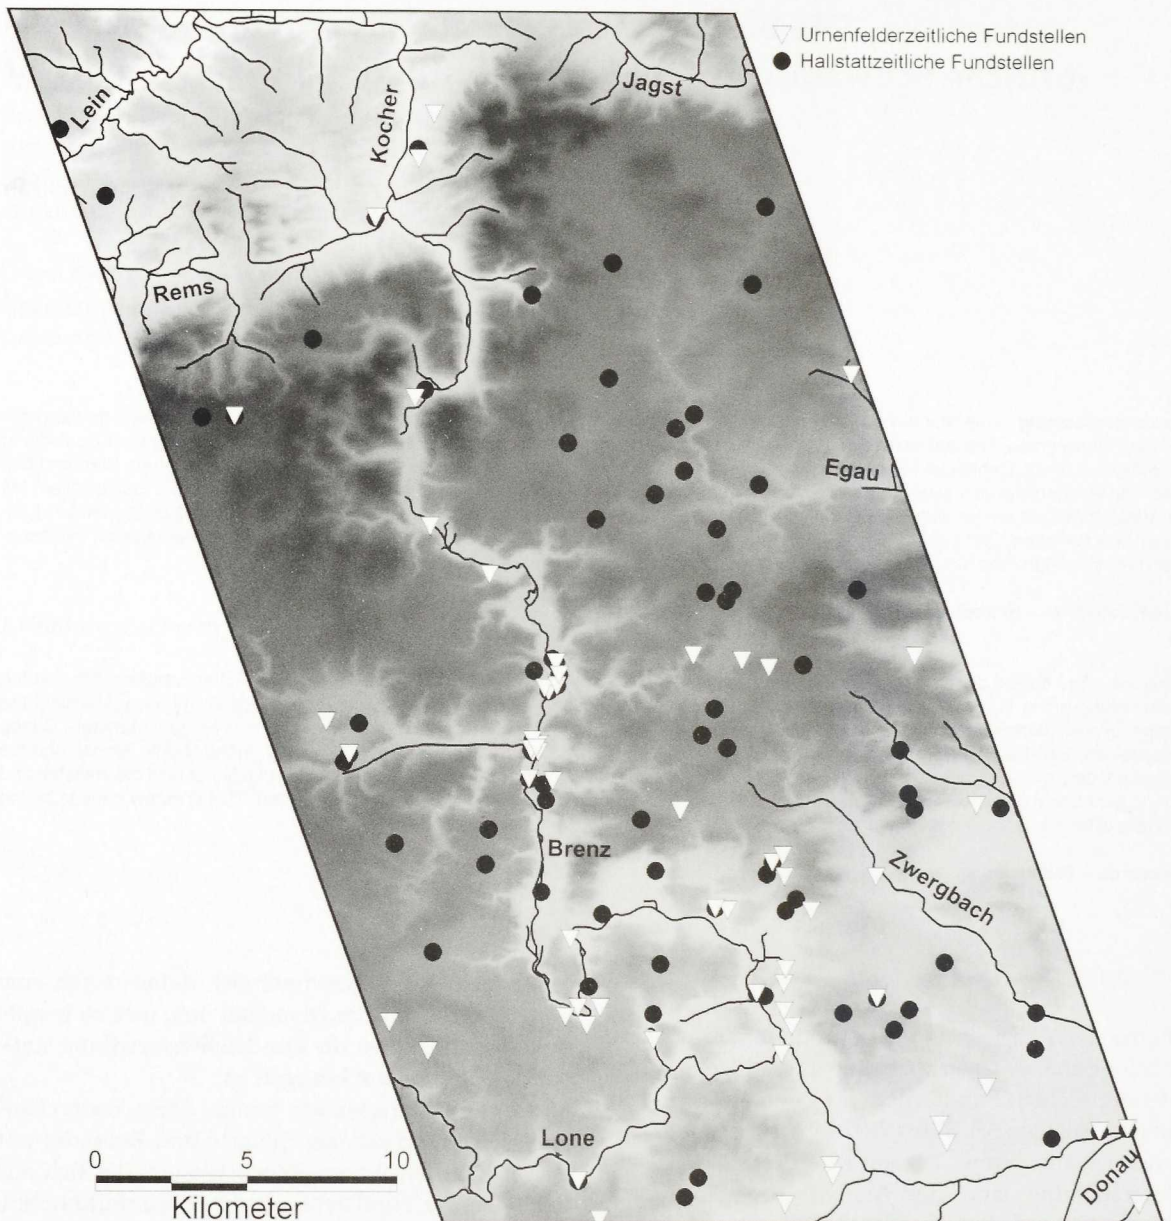 Urnenfelderzeitliche Fundstellen
Hallstattzeitliche Fundstellen
Jagst
Lein
Kocher
Rems
Egau
Brenz
Zwergbach
Lone
Donau
0 5 10
Kilometer